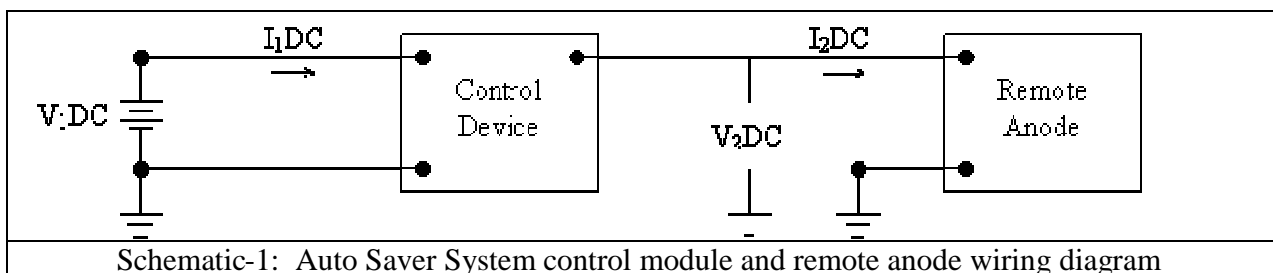 I₁DC
I₂DC
Control
Device
Remote
Anode
V₁DC
V₂DC
Schematic-1: Auto Saver System control module and remote anode wiring diagram